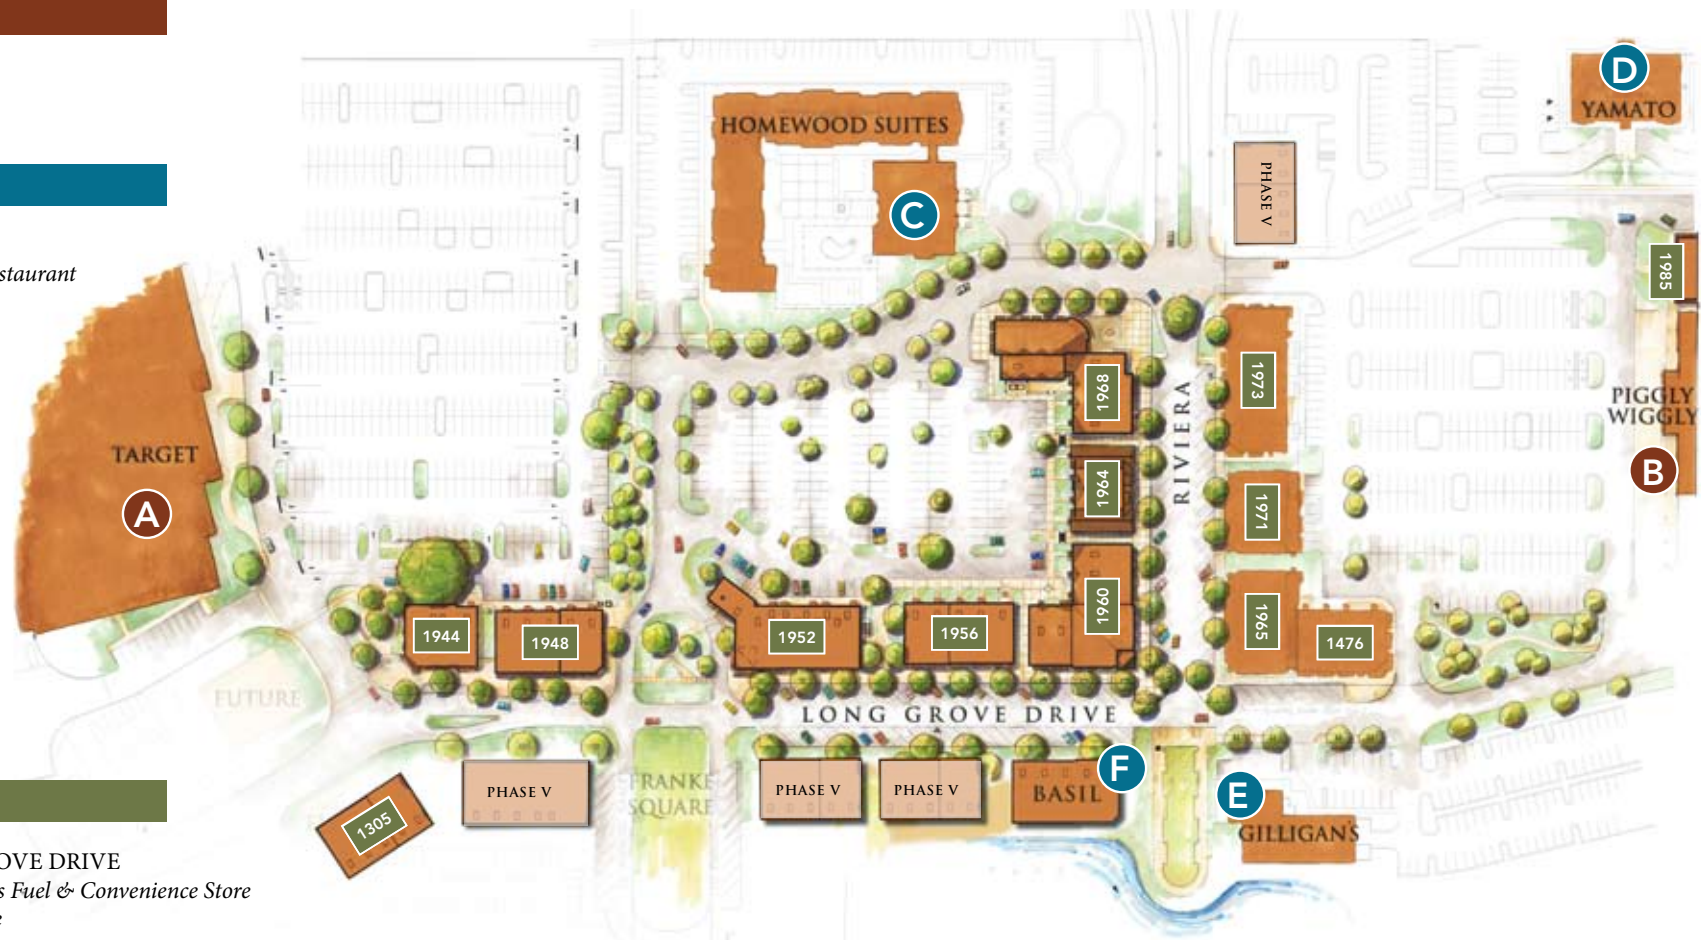 D
YAMATO
HOMEWOOD SUITES
PHASE V
C
staurant
1985
1968
1973
RIVIERA
PIGGLY
WIGGLY
TARGET
B
1964
1971
A
1960
1965
1944
1948
1952
1956
1476
FUTURE
LONG GROVE DRIVE
F
FRANKE
SQUARE
PHASE V
PHASE V
PHASE V
BASIL
E
1305
GILLIGAN'S
OVE DRIVE
s Fuel & Convenience Store